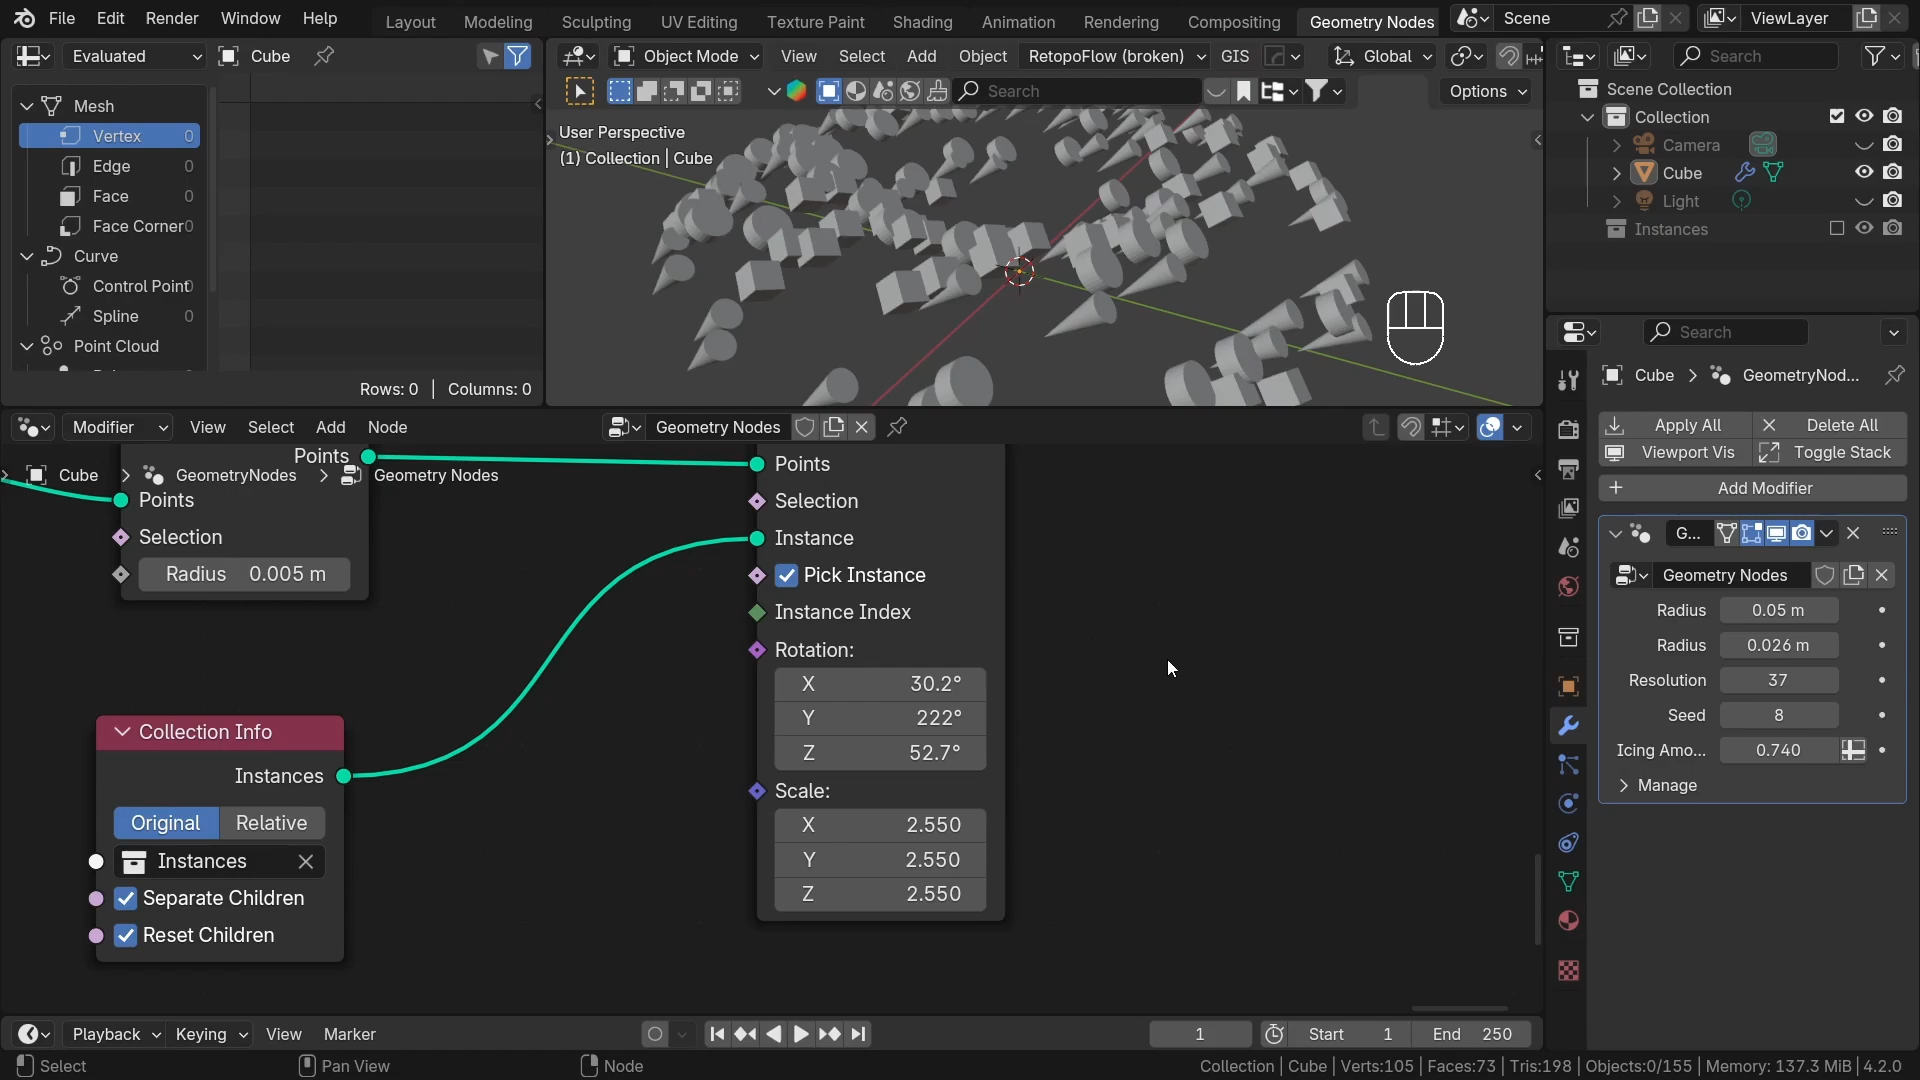 File Edit Render Window Help Layout Modeling Sculpting UV Editing Texture Paint Shading Animation Rendering Compositing Geometry Nodes Scene ViewLayer
Evaluated Cube
Object Mode View Select Add Object RetopoFlow (broken) GIS Global
Search
Search
Options
Mesh
Vertex 0
Edge 0
Face 0
Face Corner 0
Curve
Control Point
Spline 0
Point Cloud
Rows: 0 | Columns: 0
User Perspective
(1) Collection | Cube
Scene Collection
Collection
Camera
Cube
Light
Instances
Search
Cube > GeometryNod...
Apply All Delete All
Viewport Vis Toggle Stack
Add Modifier
G...
Geometry Nodes
Radius 0.05 m
Radius 0.026 m
Resolution 37
Seed 8
Icing Amo... 0.740
Manage
Modifier View Select Add Node Geometry Nodes
Cube > GeometryNodes > Geometry Nodes
Points
Points
Selection
Radius 0.005 m
Points
Selection
Instance
Pick Instance
Instance Index
Rotation:
X 30.2°
Y 222°
Z 52.7°
Scale:
X 2.550
Y 2.550
Z 2.550
Collection Info
Instances
Original Relative
Instances
Separate Children
Reset Children
Playback Keying View Marker 1 Start 1 End 250
Select Pan View Node Collection | Cube | Verts:105 | Faces:73 | Tris:198 | Objects:0/155 | Memory: 137.3 MiB | 4.2.0